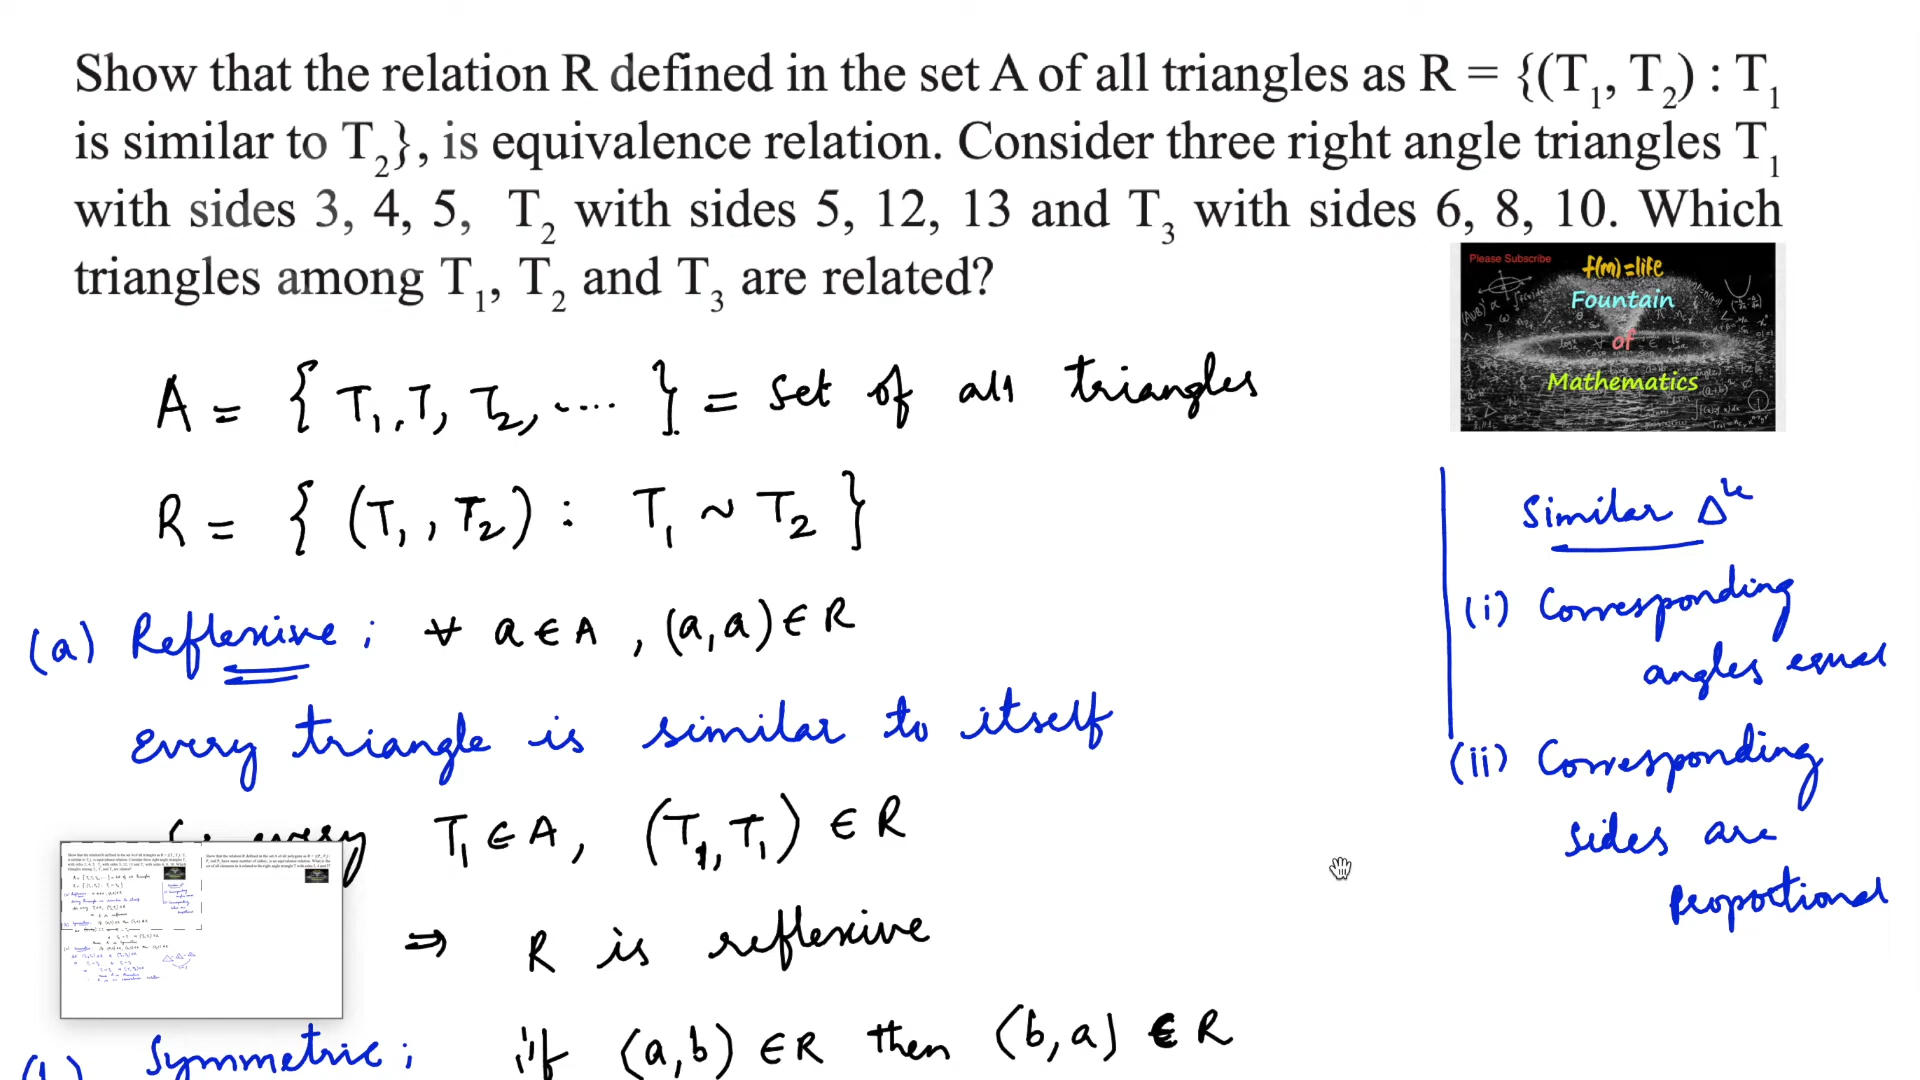 Show that the relation R defined in the set A of all triangles as R = {(T₁, T₂) : T₁
is similar to T₂}, is equivalence relation. Consider three right angle triangles T₁
with sides 3, 4, 5, T₂ with sides 5, 12, 13 and T₃ with sides 6, 8, 10. Which
triangles among T₁, T₂ and T₃ are related?
Please Subscribe
f(m)=life
Fountain
of
Mathematics
A = { T₁, T, T₂, .... } = Set of all triangles
R = { (T₁, T₂) : T₁ ~ T₂ }
Similar Δ
(i) Corresponding
angles equal
(ii) Corresponding
sides are
proportional
(a) Reflexive ; ∀ a ∈ A , (a, a) ∈ R
Every triangle is similar to itself
every T₁ ∈ A, (T₁, T₁) ∈ R
⇒ R is reflexive
Symmetric ; if (a, b) ∈ R then (b, a) ∈ R